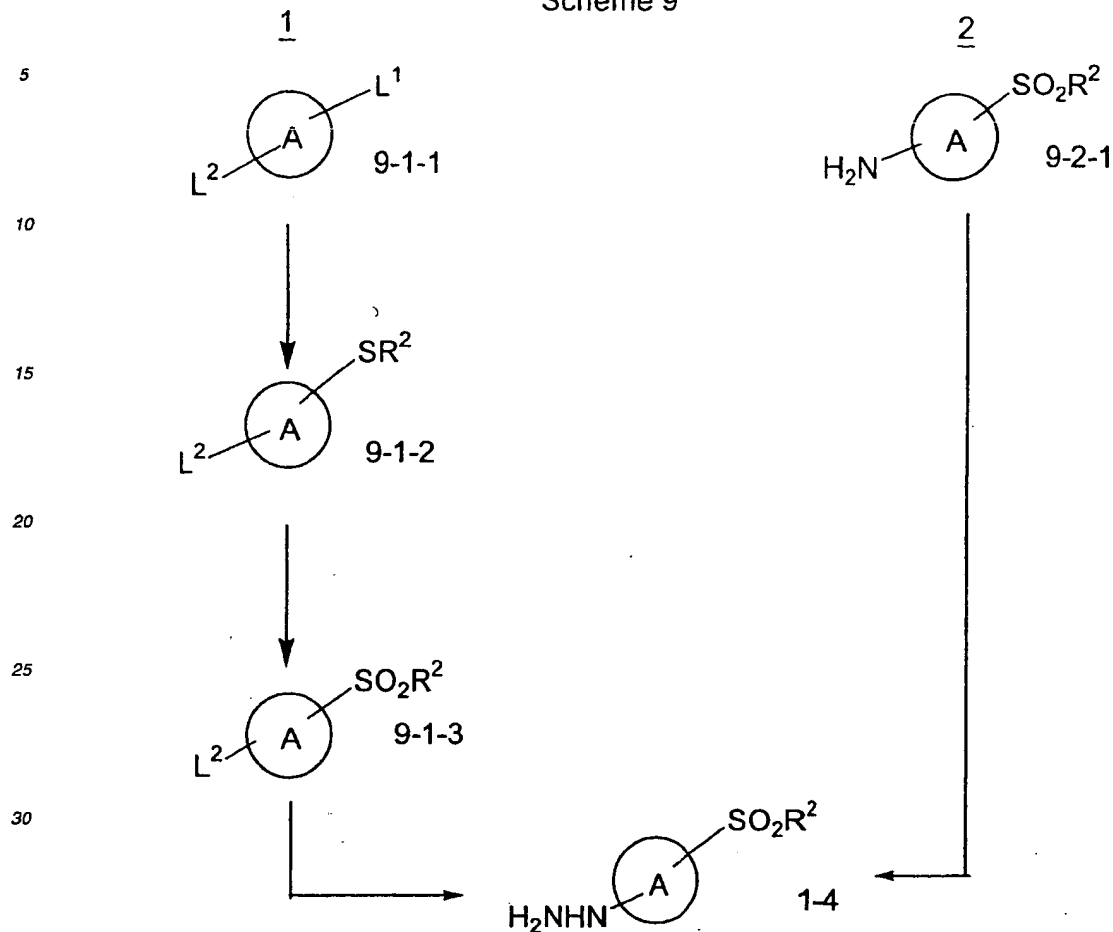 Scheme 9
1
2
5
L¹
A
L²
9-1-1
SO₂R²
A
H₂N
9-2-1
10
SR²
15
A
L²
9-1-2
20
25
SO₂R²
A
L²
9-1-3
30
SO₂R²
A
H₂NHN
1-4